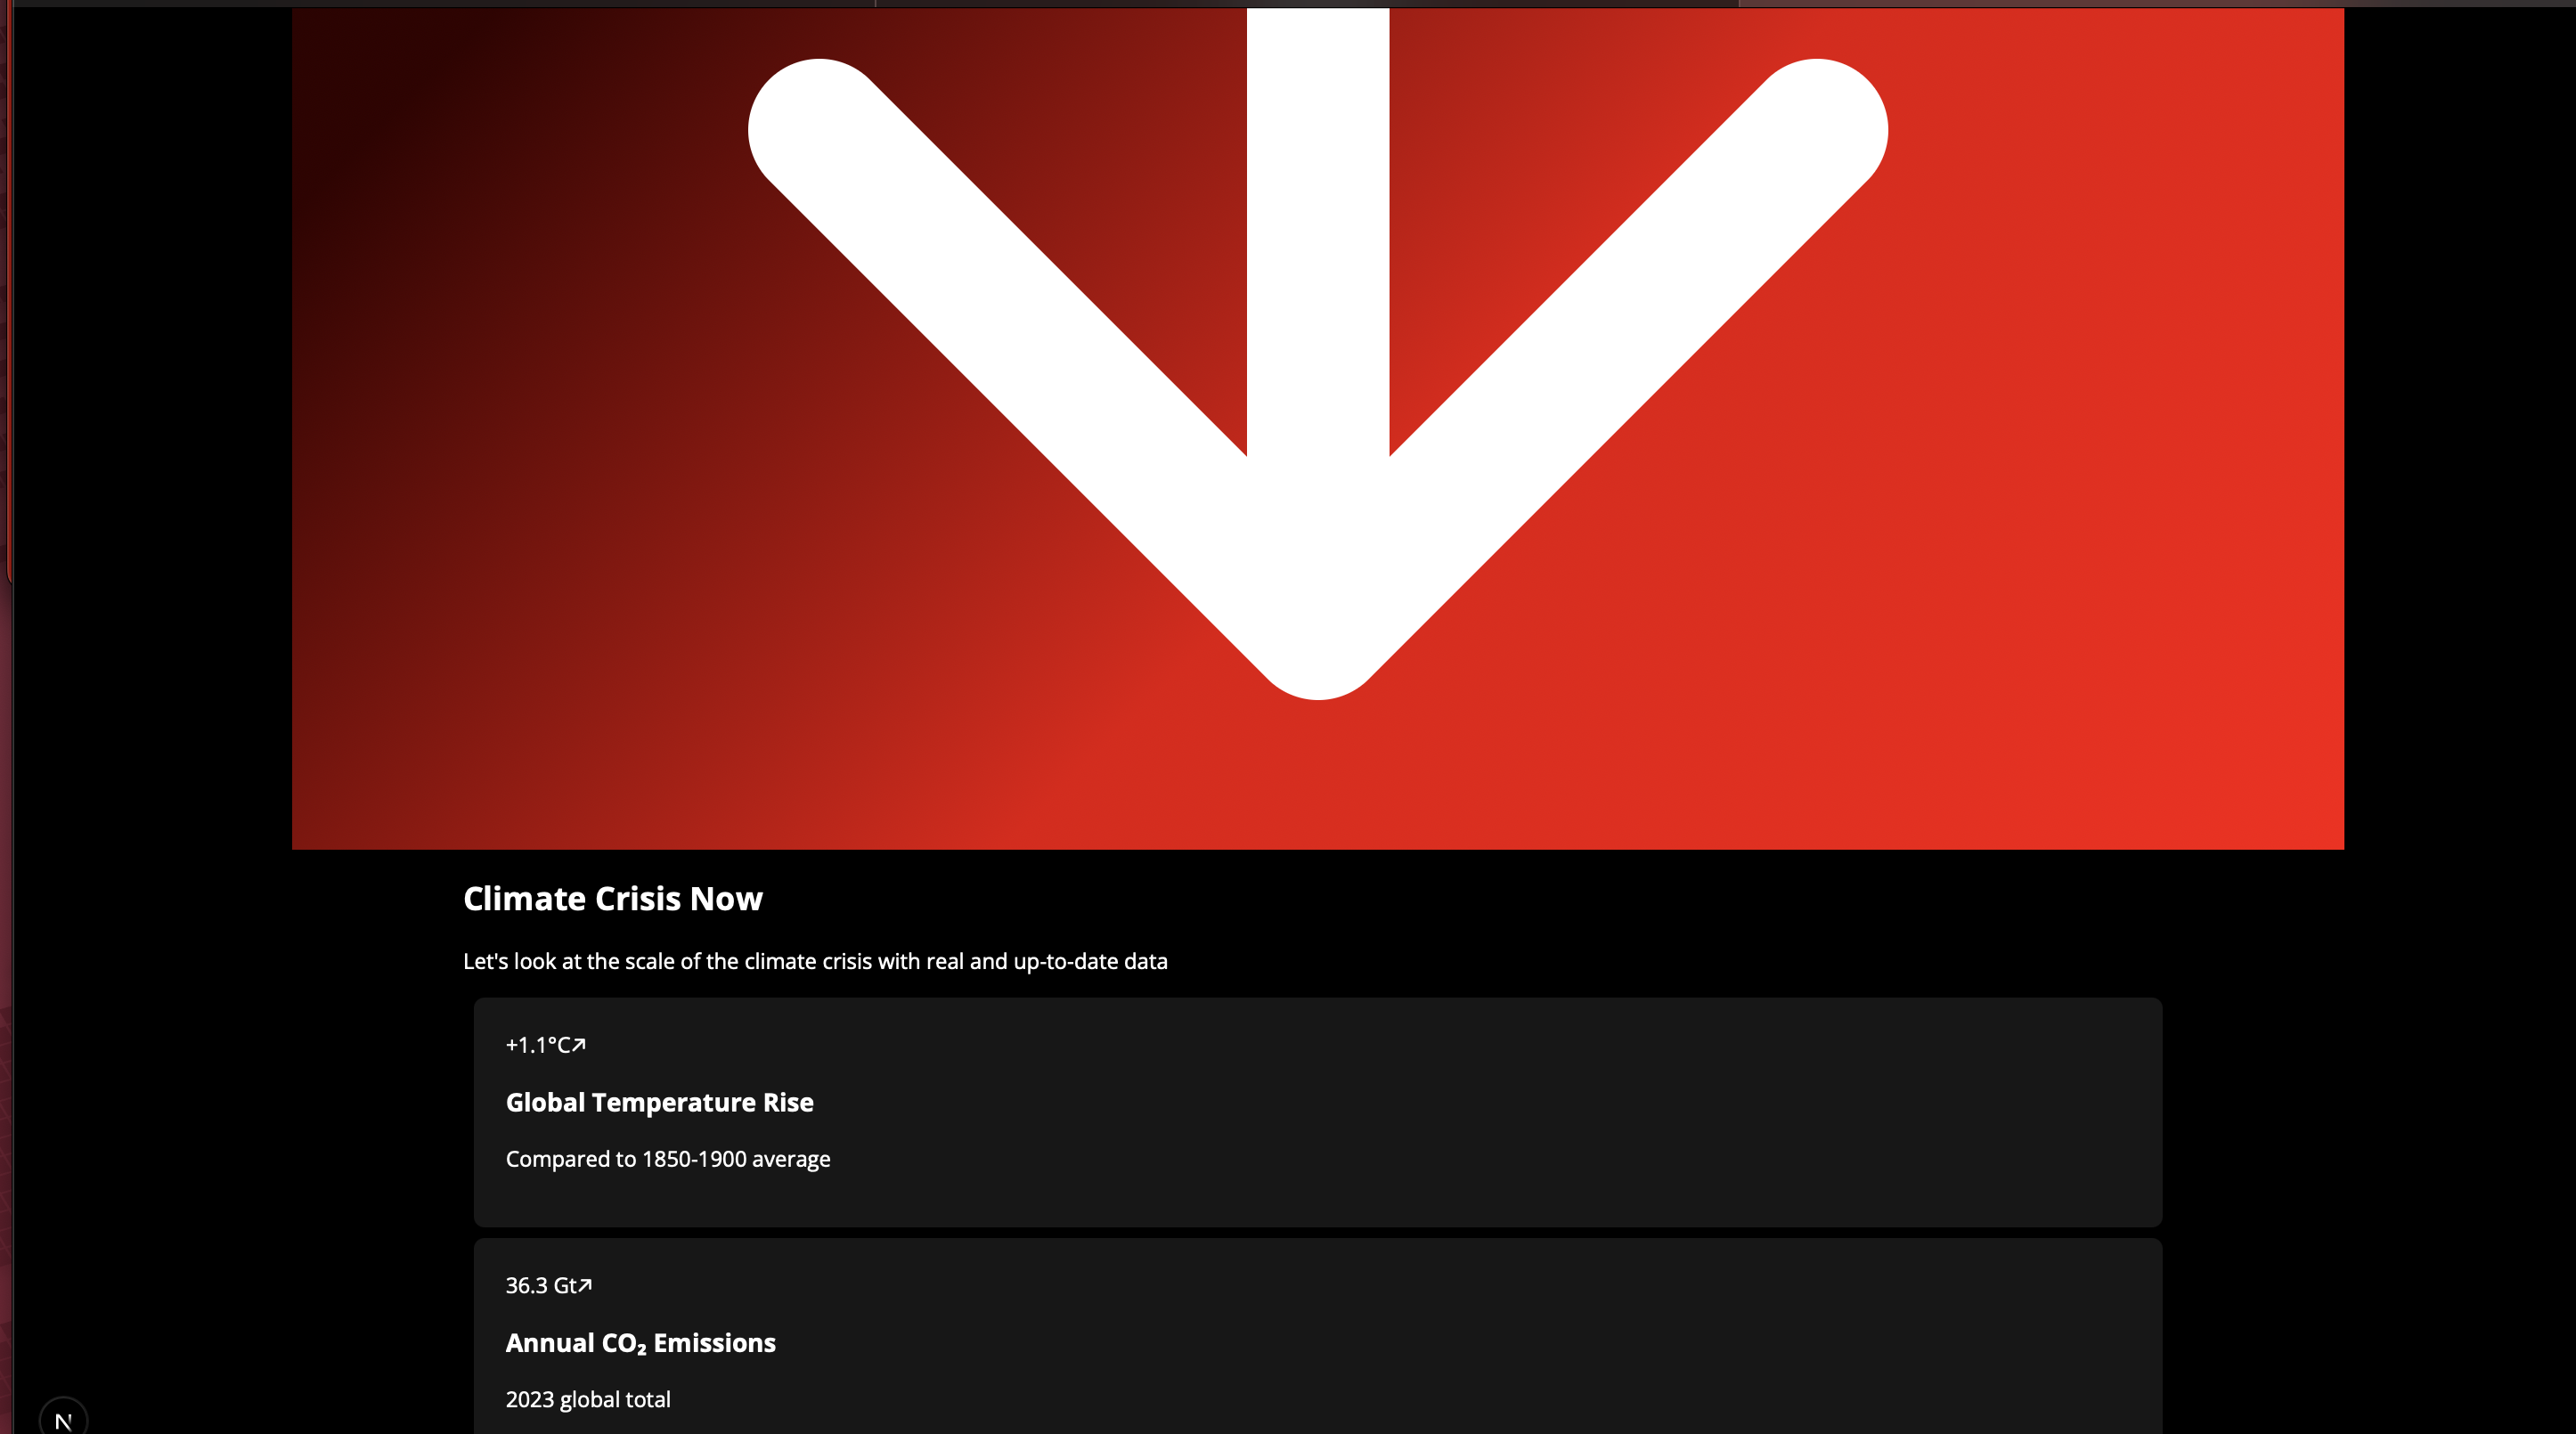 Climate Crisis Now
Let's look at the scale of the climate crisis with real and up-to-date data
+1.1°C↗
Global Temperature Rise
Compared to 1850-1900 average
36.3 Gt↗
Annual CO₂ Emissions
2023 global total
N